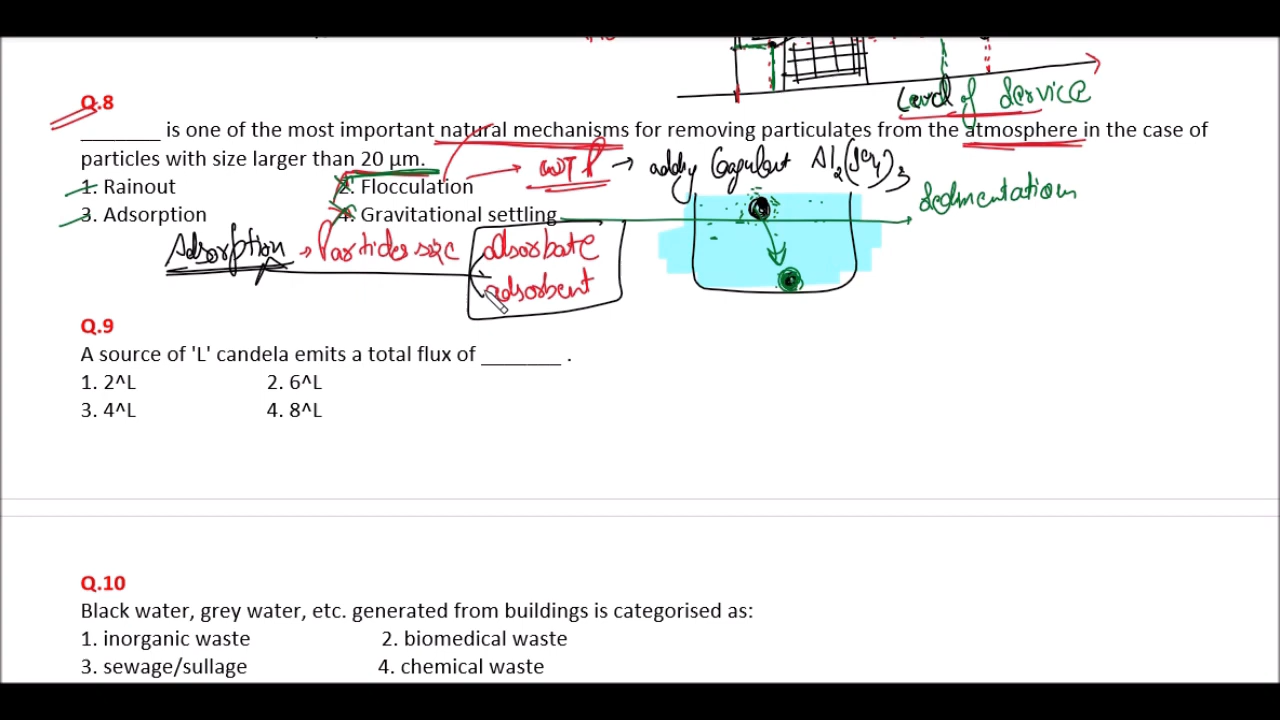 Level of Service
Q.8
________ is one of the most important natural mechanisms for removing particulates from the atmosphere in the case of
particles with size larger than 20 µm.
→ WTP → adding Coagulent Al2(SO4)3
1. Rainout 2. Flocculation
3. Adsorption 4. Gravitational settling
Sedimentation
Adsorption → Particles size adsorbate
adsorbent
Q.9
A source of 'L' candela emits a total flux of ________ .
1. 2^L 2. 6^L
3. 4^L 4. 8^L
Q.10
Black water, grey water, etc. generated from buildings is categorised as:
1. inorganic waste 2. biomedical waste
3. sewage/sullage 4. chemical waste